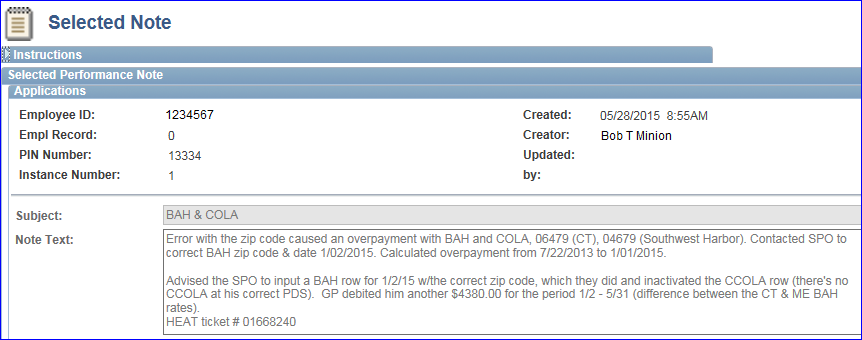 Selected Note
Instructions
Selected Performance Note
Applications
Employee ID: 1234567 Created: 05/28/2015 8:55AM
Empl Record: 0 Creator: Bob T Minion
PIN Number: 13334 Updated:
Instance Number: 1 by:
Subject: BAH & COLA
Note Text: Error with the zip code caused an overpayment with BAH and COLA, 06479 (CT), 04679 (Southwest Harbor). Contacted SPO to
correct BAH zip code & date 1/02/2015. Calculated overpayment from 7/22/2013 to 1/01/2015.
Advised the SPO to input a BAH row for 1/2/15 w/the correct zip code, which they did and inactivated the CCOLA row (there's no
CCOLA at his correct PDS). GP debited him another $4380.00 for the period 1/2 - 5/31 (difference between the CT & ME BAH
rates).
HEAT ticket # 01668240